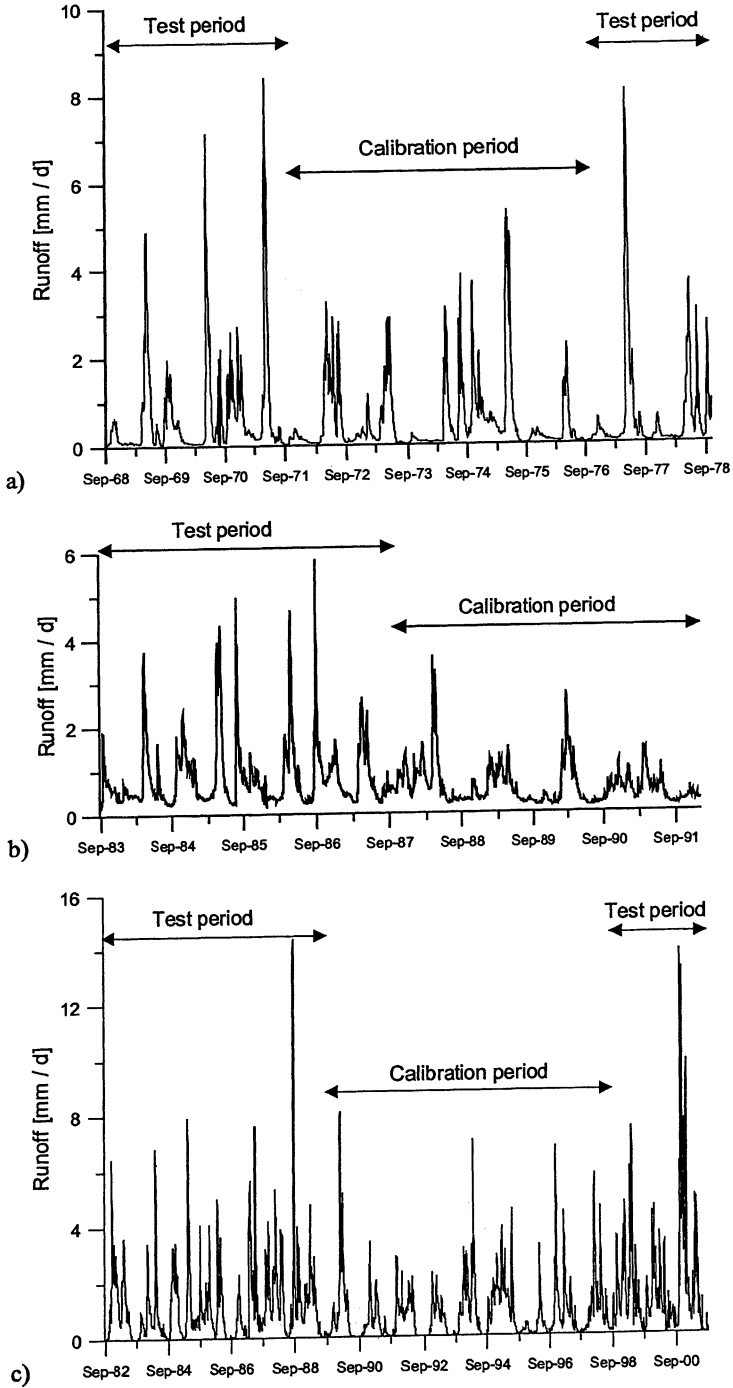 10
Test period
Test period
8
Calibration period
6
Runoff [mm / d]
4
2
0
Sep-68 Sep-69 Sep-70 Sep-71 Sep-72 Sep-73 Sep-74 Sep-75 Sep-76 Sep-77 Sep-78
a)
Test period
6
Calibration period
4
Runoff [mm / d]
2
0
Sep-83 Sep-84 Sep-85 Sep-86 Sep-87 Sep-88 Sep-89 Sep-90 Sep-91
b)
16
Test period
Test period
12
Calibration period
Runoff [mm / d]
8
4
0
Sep-82 Sep-84 Sep-86 Sep-88 Sep-90 Sep-92 Sep-94 Sep-96 Sep-98 Sep-00
c)